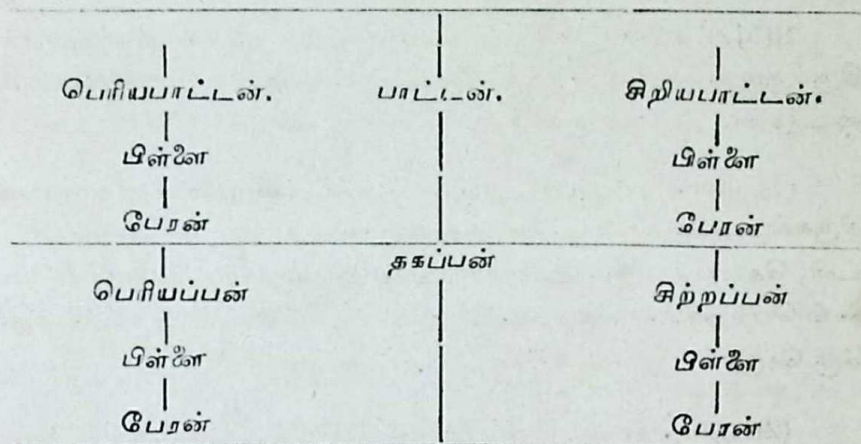 பெரியபாட்டன். பாட்டன். சிறியபாட்டன்.
பிள்ளை பிள்ளை
பேரன் பேரன்
தகப்பன்
பெரியப்பன் சிற்றப்பன்
பிள்ளை பிள்ளை
பேரன் பேரன்